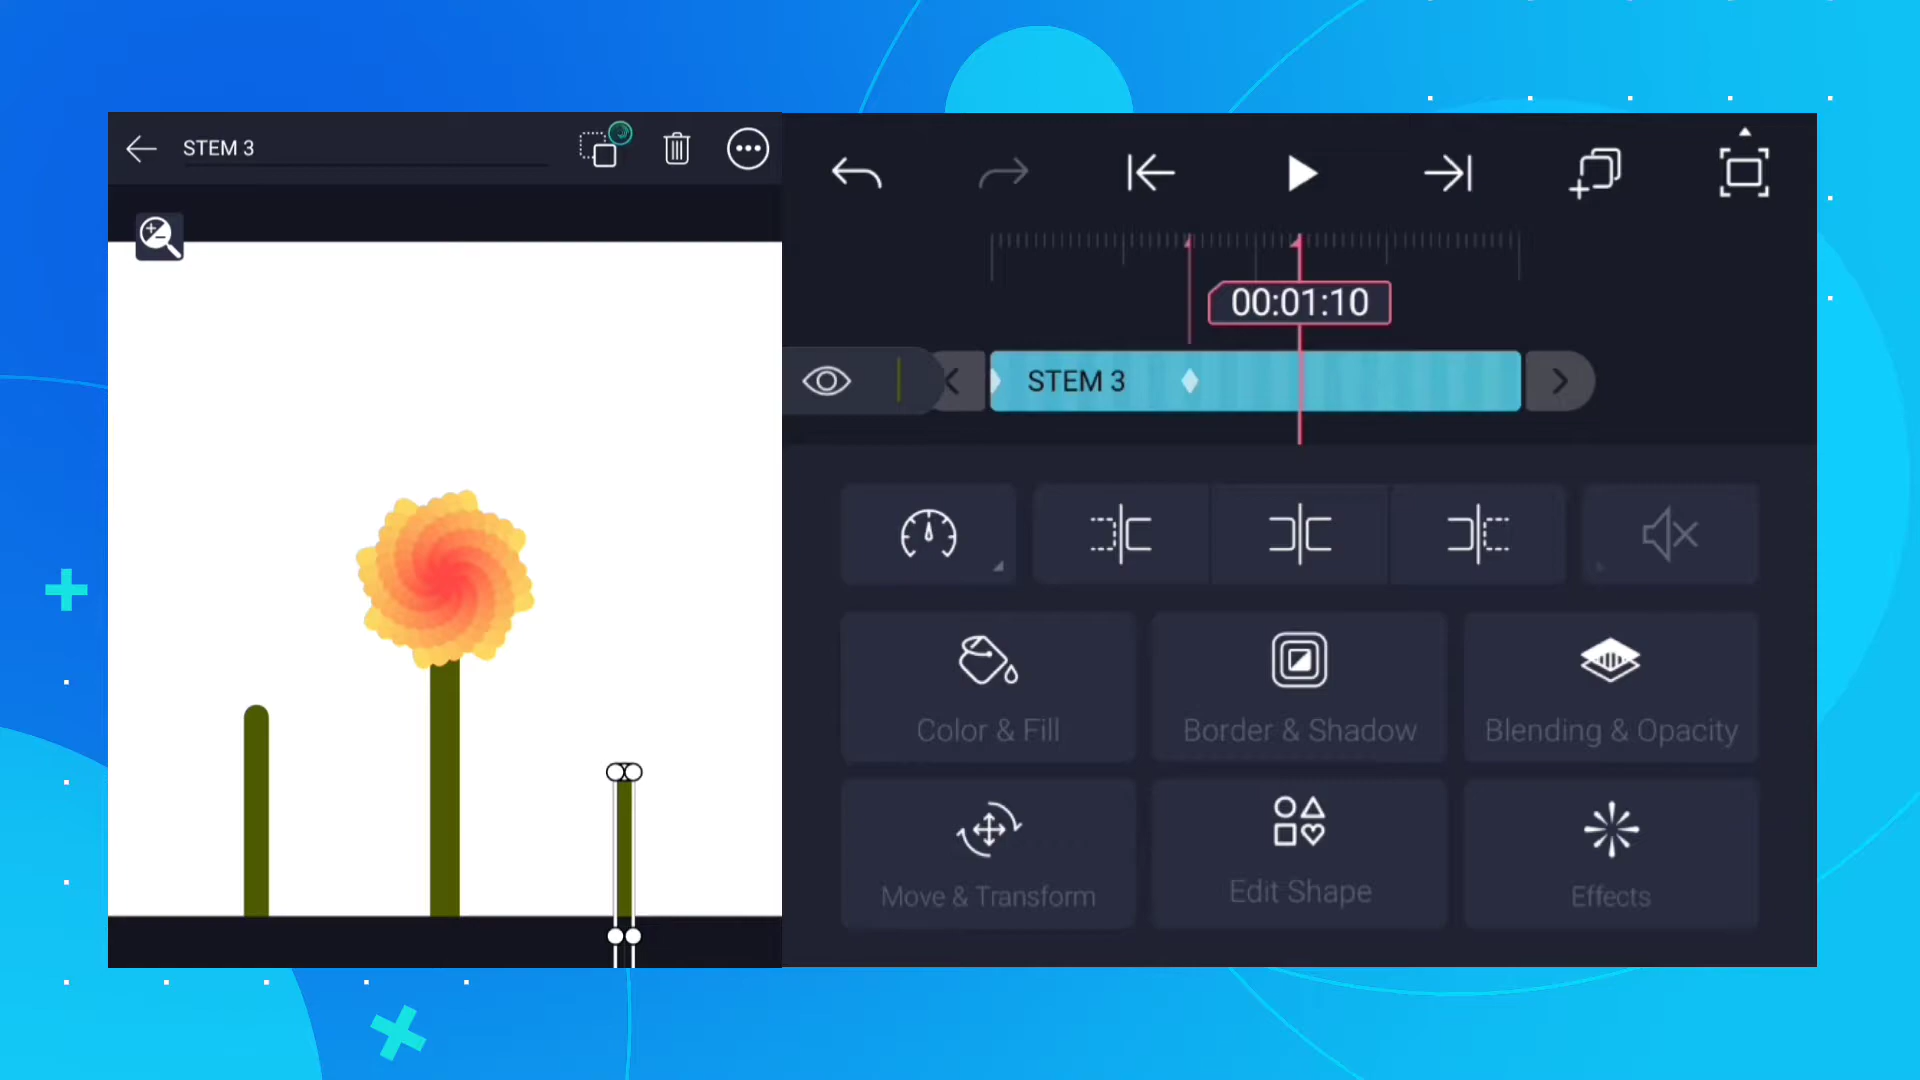 STEM 3
00:01:10
STEM 3
Color & Fill
Border & Shadow
Blending & Opacity
Move & Transform
Edit Shape
Effects